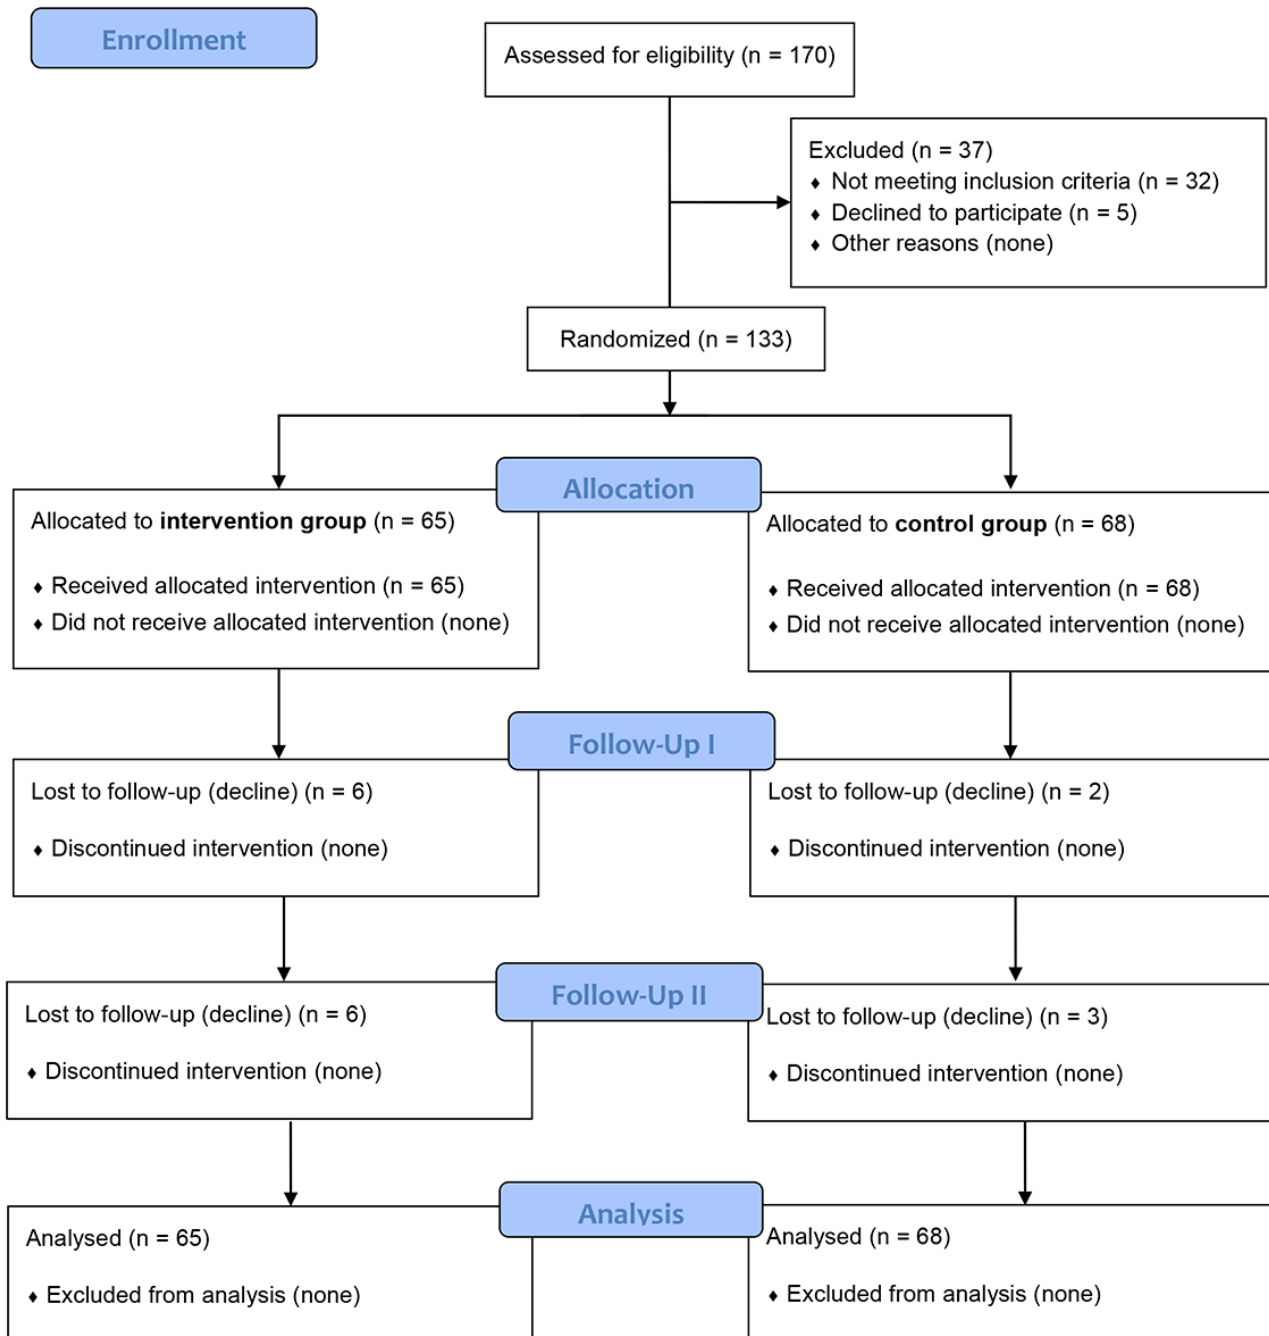 Enrollment
Assessed for eligibility (n = 170)
Excluded (n = 37)
♦ Not meeting inclusion criteria (n = 32)
♦ Declined to participate (n = 5)
♦ Other reasons (none)
Randomized (n = 133)
Allocation
Allocated to intervention group (n = 65)
♦ Received allocated intervention (n = 65)
♦ Did not receive allocated intervention (none)
Allocated to control group (n = 68)
♦ Received allocated intervention (n = 68)
♦ Did not receive allocated intervention (none)
Follow-Up I
Lost to follow-up (decline) (n = 6)
♦ Discontinued intervention (none)
Lost to follow-up (decline) (n = 2)
♦ Discontinued intervention (none)
Follow-Up II
Lost to follow-up (decline) (n = 6)
♦ Discontinued intervention (none)
Lost to follow-up (decline) (n = 3)
♦ Discontinued intervention (none)
Analysis
Analysed (n = 65)
♦ Excluded from analysis (none)
Analysed (n = 68)
♦ Excluded from analysis (none)